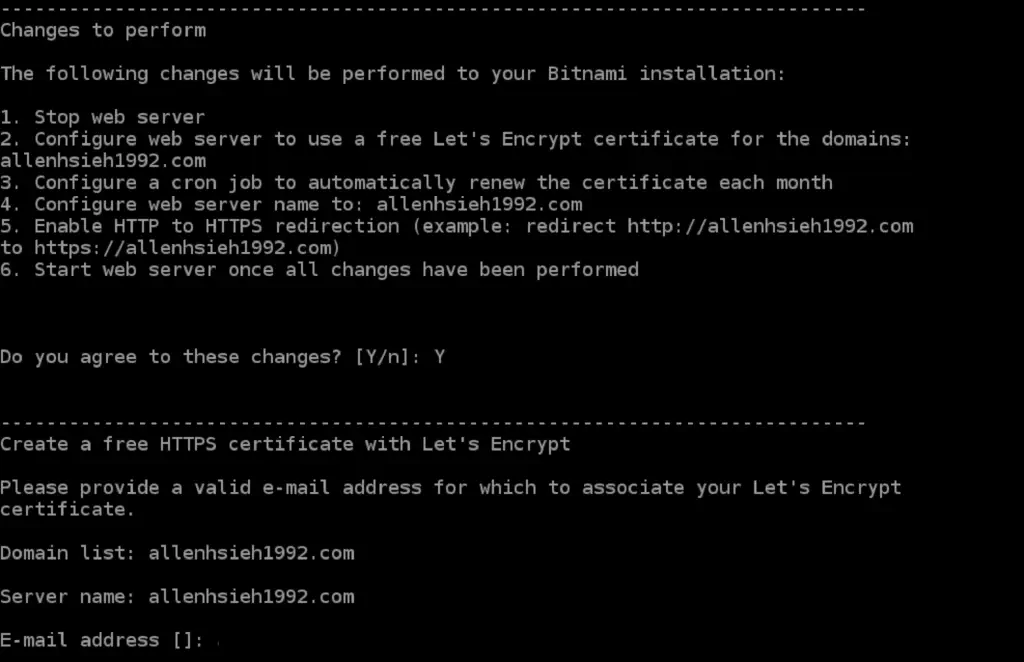 ----------------------------------------------------------------------------
Changes to perform
The following changes will be performed to your Bitnami installation:
1. Stop web server
2. Configure web server to use a free Let's Encrypt certificate for the domains:
allenhsieh1992.com
3. Configure a cron job to automatically renew the certificate each month
4. Configure web server name to: allenhsieh1992.com
5. Enable HTTP to HTTPS redirection (example: redirect http://allenhsieh1992.com
to https://allenhsieh1992.com)
6. Start web server once all changes have been performed
Do you agree to these changes? [Y/n]: Y
----------------------------------------------------------------------------
Create a free HTTPS certificate with Let's Encrypt
Please provide a valid e-mail address for which to associate your Let's Encrypt
certificate.
Domain list: allenhsieh1992.com
Server name: allenhsieh1992.com
E-mail address []: